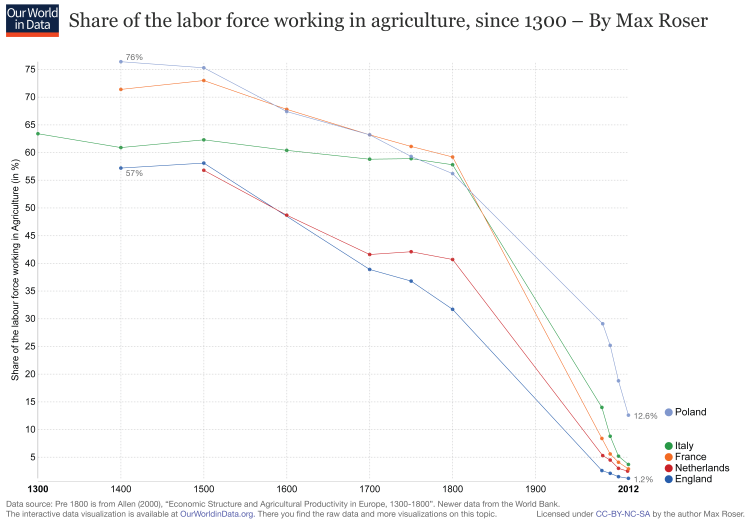 Our World
in Data
Share of the labor force working in agriculture, since 1300 – By Max Roser
Share of the labour force working in Agriculture (in %)
75
70
65
60
55
50
45
40
35
30
25
20
15
10
5
76%
57%
12.6%
1.2%
Poland
Italy
France
Netherlands
England
1300 1400 1500 1600 1700 1800 1900 2012
Data source: Pre 1800 is from Allen (2000), "Economic Structure and Agricultural Productivity in Europe, 1300–1800". Newer data from the World Bank.
The interactive data visualization is available at OurWorldinData.org. There you find the raw data and more visualizations on this topic. Licensed under CC-BY-NC-SA by the author Max Roser.